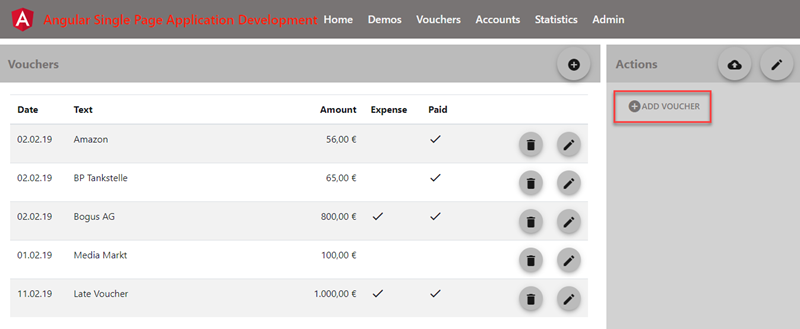 A
Angular Single Page Application Development Home Demos Vouchers Accounts Statistics Admin
Vouchers
Actions
ADD VOUCHER
Date Text Amount Expense Paid
02.02.19 Amazon 56,00 €
02.02.19 BP Tankstelle 65,00 €
02.02.19 Bogus AG 800,00 €
01.02.19 Media Markt 100,00 €
11.02.19 Late Voucher 1.000,00 €